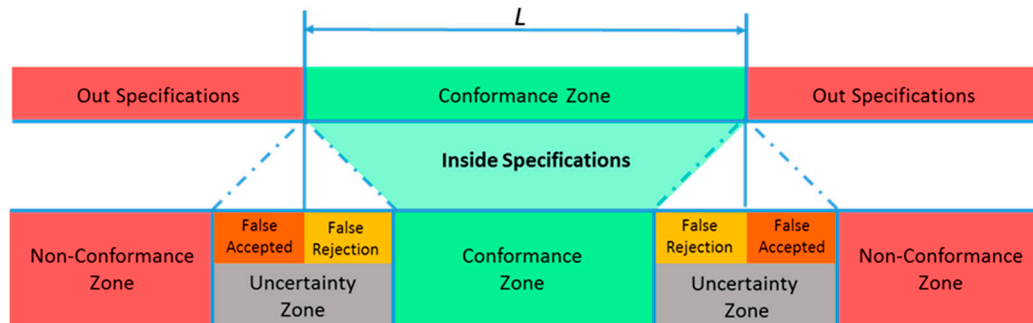 L
Out Specifications
Conformance Zone
Out Specifications
Inside Specifications
Non-Conformance
Zone
False
Accepted
False
Rejection
Uncertainty
Zone
Conformance
Zone
False
Rejection
False
Accepted
Uncertainty
Zone
Non-Conformance
Zone